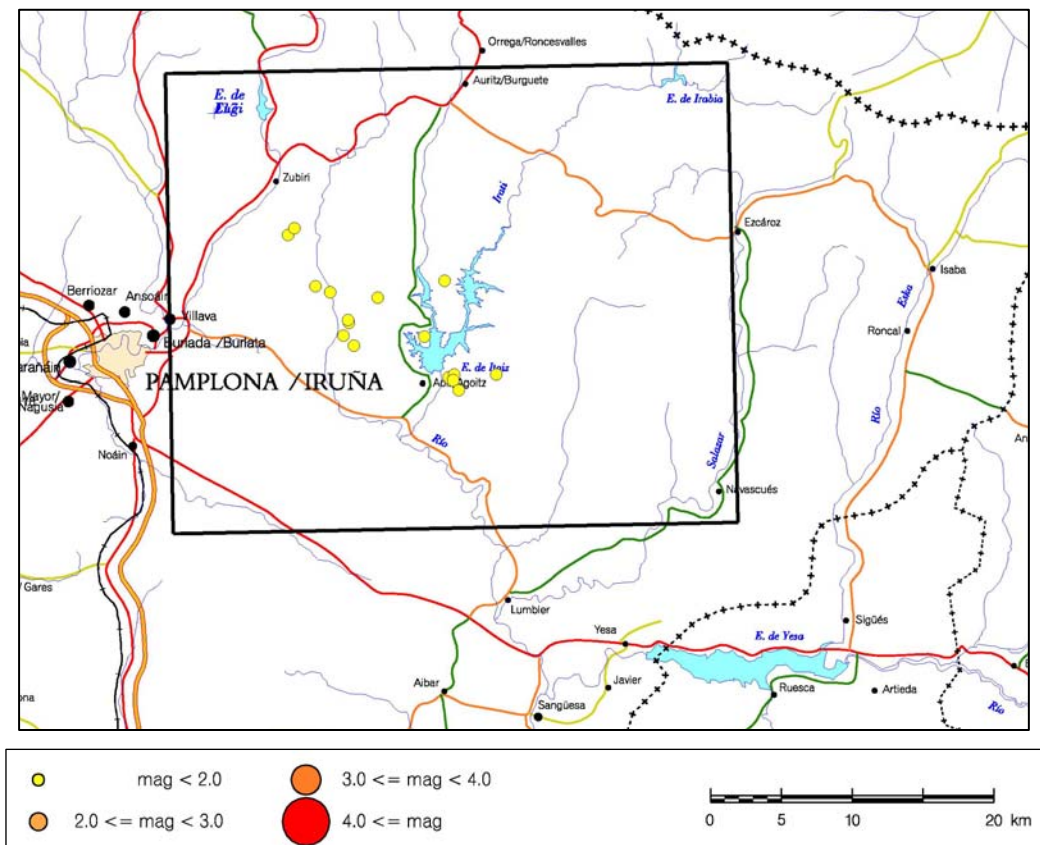 Orrega/Roncesvalles
Auritz/Burguete
E. de
E. de Irabia
Zubiri
Irati
Ezcároz
Isaba
Berriozar
Ansoáin
Villava
Burlada /Burlata
Eska
Roncal
PAMPLONA /IRUÑA
E. de Itoiz
Agoitz
Mayor/
Nagusia
Noáin
Río
Salazar
Río
Navascués
/ Gares
Lumbier
Sigüés
Yesa
E. de Yesa
Aibar
Javier
Ruesca
Artieda
Sangüesa
Río
mag < 2.0
3.0 <= mag < 4.0
2.0 <= mag < 3.0
4.0 <= mag
0 5 10 20 km